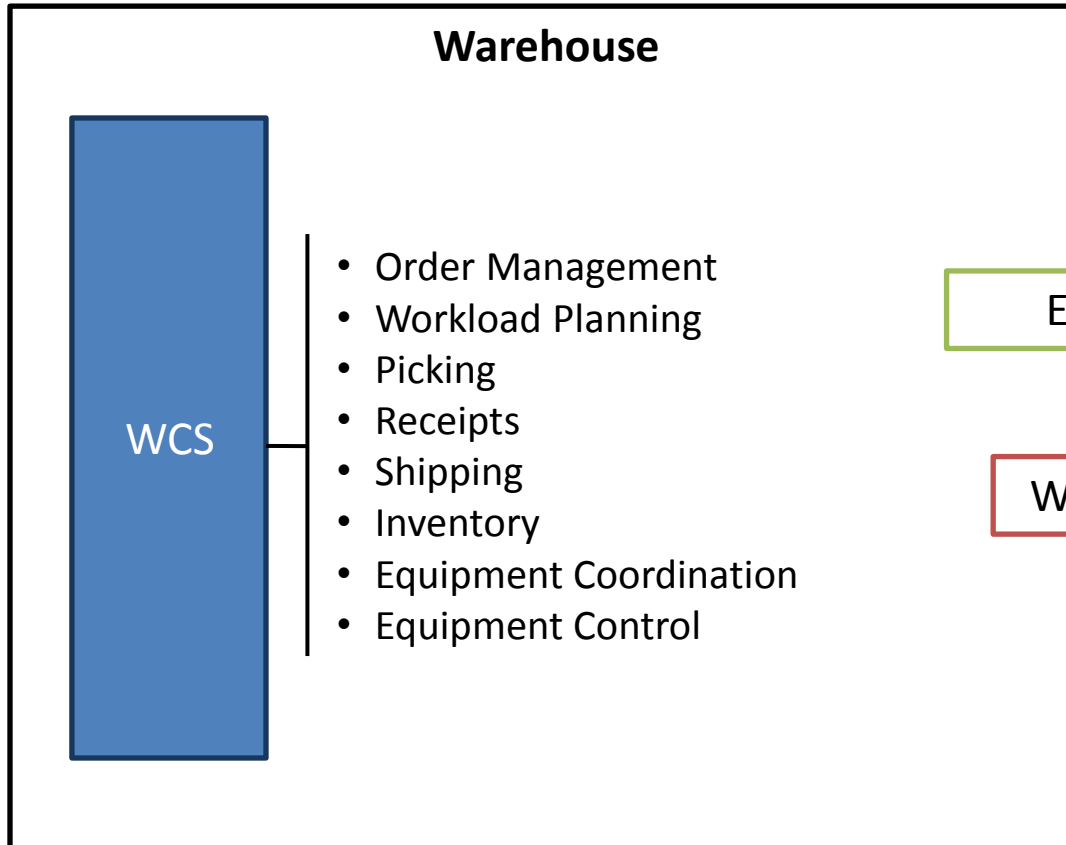 Warehouse
WCS
• Order Management
• Workload Planning
• Picking
• Receipts
• Shipping
• Inventory
• Equipment Coordination
• Equipment Control